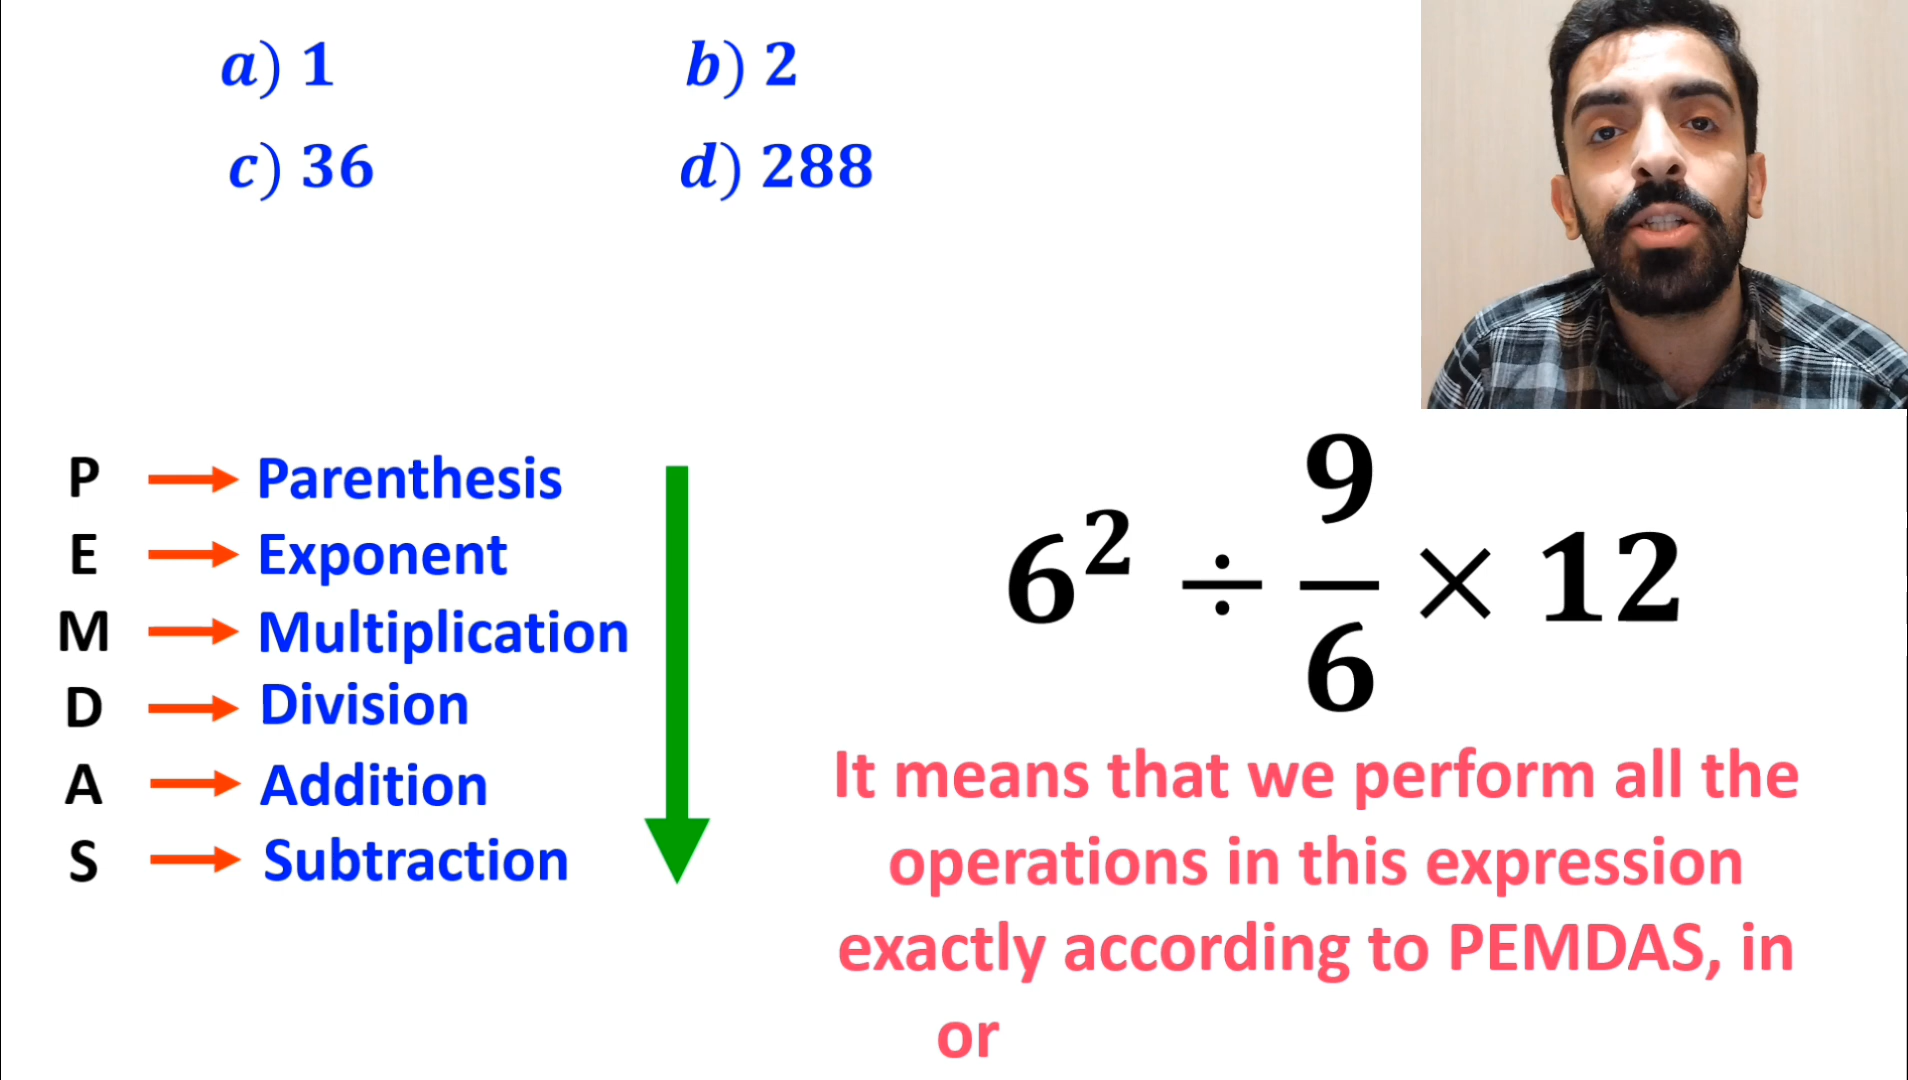 a) 1
b) 2
c) 36
d) 288
P → Parenthesis
E → Exponent
M → Multiplication
D → Division
A → Addition
S → Subtraction
6² ÷ 9/6 × 12
It means that we perform all the
operations in this expression
exactly according to PEMDAS, in
or